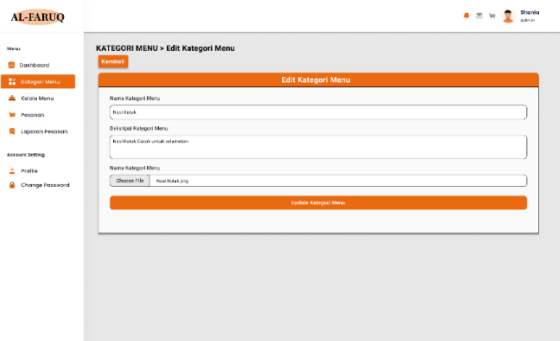 AL-FARUQ
Shenia
admin
Menu
Dashboard
Kategori Menu
Kelola Menu
Pesanan
Laporan Pesanan
Account Setting
Profile
Change Password
KATEGORI MENU > Edit Kategori Menu
Kembali
Edit Kategori Menu
Nama Kategori Menu
Nasi Kotak
Deksripsi Kategori Menu
Nasi Kotak Cocok untuk selametan
Nama Kategori Menu
Choose File
Nasi Kotak.png
Update Kategori Menu